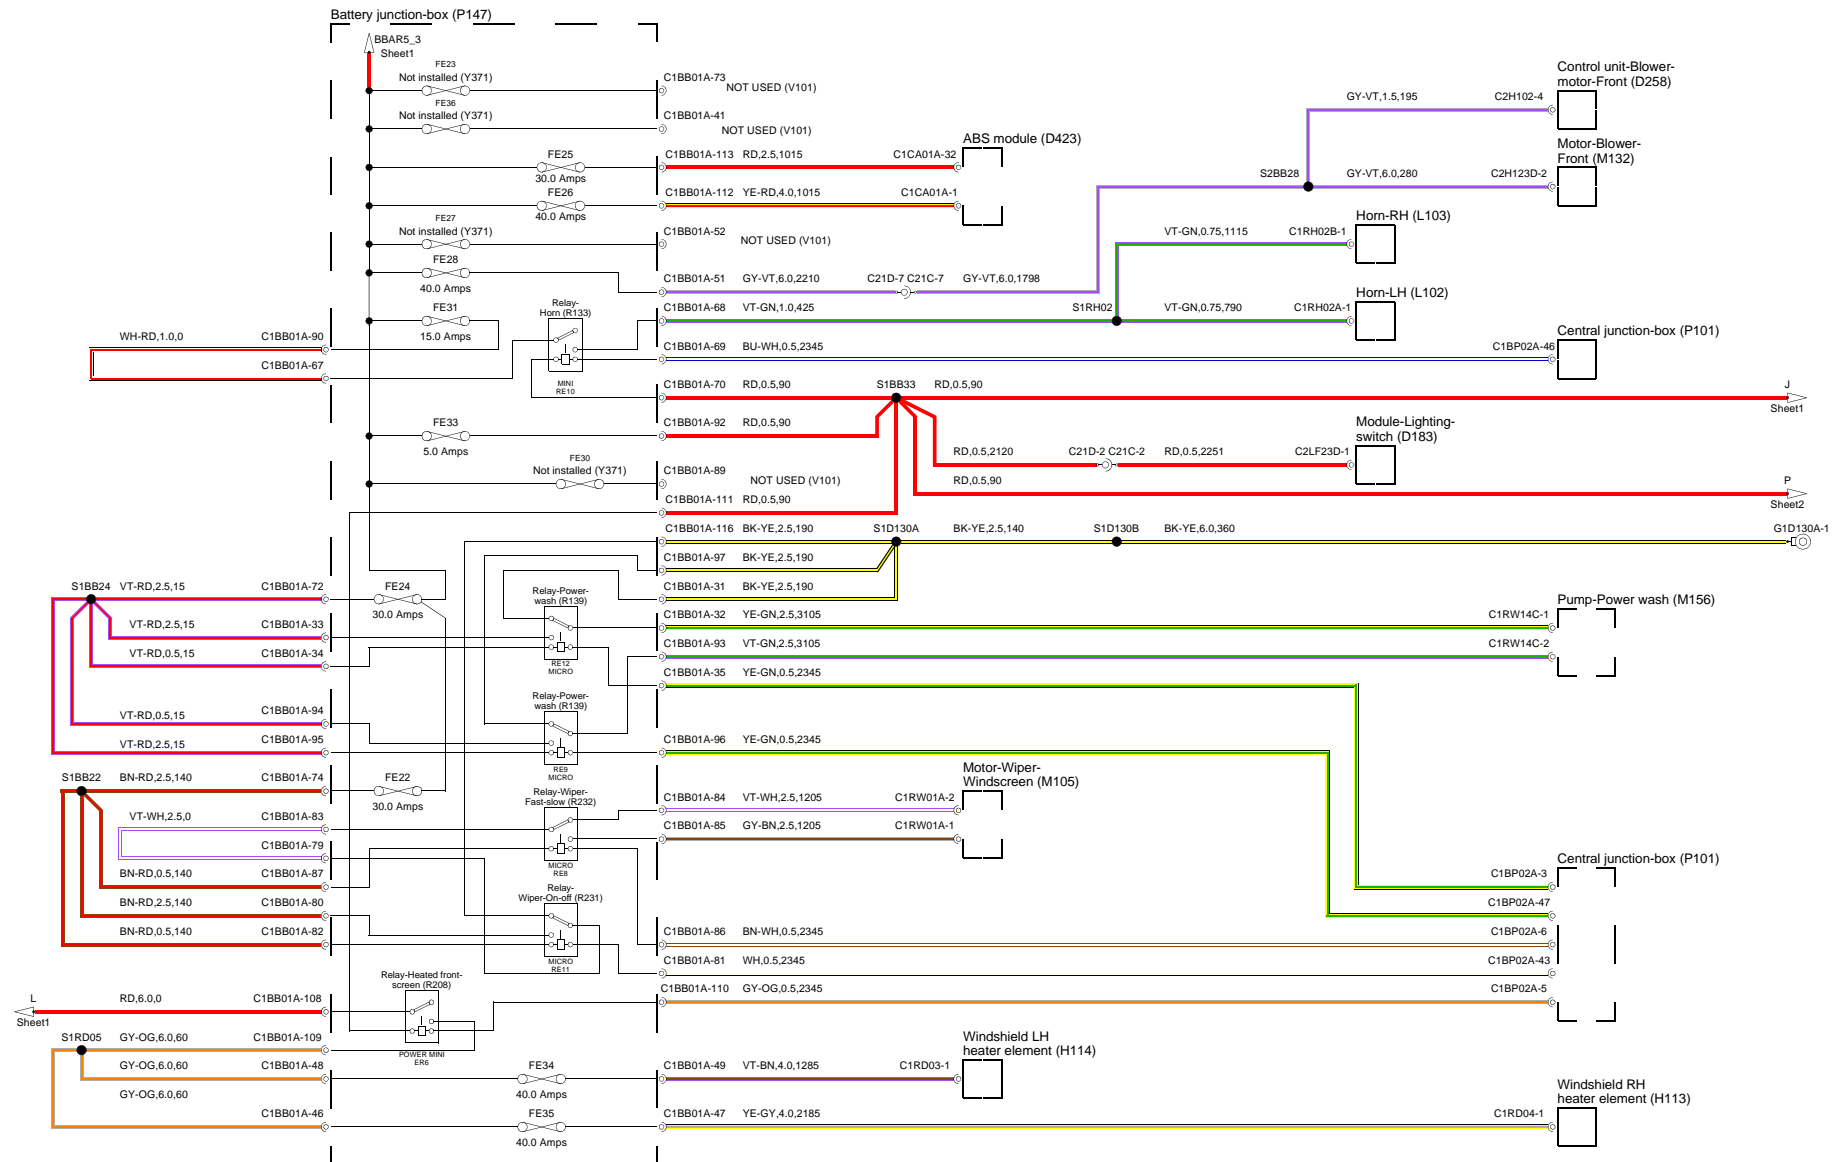 Battery junction-box (P147)
BBAR5_3
Sheet1
FE23
Not installed (Y371)
C1BB01A-73
NOT USED (V101)
FE36
Not installed (Y371)
C1BB01A-41
NOT USED (V101)
Control unit-Blower-
motor-Front (D258)
GY-VT,1.5,195
C2H102-4
ABS module (D423)
FE25
30.0 Amps
C1BB01A-113 RD,2.5,1015
C1CA01A-32
Motor-Blower-
Front (M132)
S2BB28
GY-VT,6.0,280
C2H123D-2
FE26
40.0 Amps
C1BB01A-112 YE-RD,4.0,1015
C1CA01A-1
FE27
Not installed (Y371)
C1BB01A-52
NOT USED (V101)
Horn-RH (L103)
VT-GN,0.75,1115
C1RH02B-1
FE28
40.0 Amps
C1BB01A-51 GY-VT,6.0,2210
C21D-7 C21C-7
GY-VT,6.0,1798
Horn-LH (L102)
FE31
15.0 Amps
Relay-
Horn (R133)
C1BB01A-68 VT-GN,1.0,425
S1RH02
VT-GN,0.75,790
C1RH02A-1
WH-RD,1.0,0
C1BB01A-90
C1BB01A-67
Central junction-box (P101)
C1BB01A-69 BU-WH,0.5,2345
C1BP02A-46
MINI
RE10
C1BB01A-70 RD,0.5,90
S1BB33
RD,0.5,90
J
Sheet1
FE33
5.0 Amps
C1BB01A-92 RD,0.5,90
Module-Lighting-
switch (D183)
RD,0.5,2120
C21D-2 C21C-2
RD,0.5,2251
C2LF23D-1
FE30
Not installed (Y371)
C1BB01A-89
NOT USED (V101)
RD,0.5,90
P
Sheet2
C1BB01A-111 RD,0.5,90
C1BB01A-116 BK-YE,2.5,190
S1D130A
BK-YE,2.5,140
S1D130B
BK-YE,6.0,360
G1D130A-1
C1BB01A-97 BK-YE,2.5,190
C1BB01A-31 BK-YE,2.5,190
S1BB24
VT-RD,2.5,15
C1BB01A-72
FE24
30.0 Amps
Relay-Power-
wash (R139)
Pump-Power wash (M156)
C1BB01A-32 YE-GN,2.5,3105
C1RW14C-1
VT-RD,2.5,15
C1BB01A-33
C1BB01A-93 VT-GN,2.5,3105
C1RW14C-2
VT-RD,0.5,15
C1BB01A-34
RE12
MICRO
C1BB01A-35 YE-GN,0.5,2345
Relay-Power-
wash (R139)
VT-RD,0.5,15
C1BB01A-94
VT-RD,2.5,15
C1BB01A-95
C1BB01A-96 YE-GN,0.5,2345
RE9
MICRO
S1BB22
BN-RD,2.5,140
C1BB01A-74
FE22
30.0 Amps
Motor-Wiper-
Windscreen (M105)
Relay-Wiper-
Fast-slow (R232)
C1BB01A-84 VT-WH,2.5,1205
C1RW01A-2
VT-WH,2.5,0
C1BB01A-83
C1BB01A-85 GY-BN,2.5,1205
C1RW01A-1
C1BB01A-79
MICRO
RE8
BN-RD,0.5,140
C1BB01A-87
Central junction-box (P101)
C1BP02A-3
Relay-
Wiper-On-off (R231)
BN-RD,2.5,140
C1BB01A-80
C1BP02A-47
BN-RD,0.5,140
C1BB01A-82
C1BB01A-86 BN-WH,0.5,2345
C1BP02A-6
MICRO
RE11
C1BB01A-81 WH,0.5,2345
C1BP02A-43
Relay-Heated front-
screen (R208)
C1BB01A-110 GY-OG,0.5,2345
C1BP02A-5
L
Sheet1
RD,6.0,0
C1BB01A-108
S1RD05
GY-OG,6.0,60
C1BB01A-109
POWER MINI
ER6
Windshield LH
heater element (H114)
GY-OG,6.0,60
C1BB01A-48
FE34
40.0 Amps
C1BB01A-49 VT-BN,4.0,1285
C1RD03-1
GY-OG,6.0,60
Windshield RH
heater element (H113)
C1BB01A-46
FE35
40.0 Amps
C1BB01A-47 YE-GY,4.0,2185
C1RD04-1